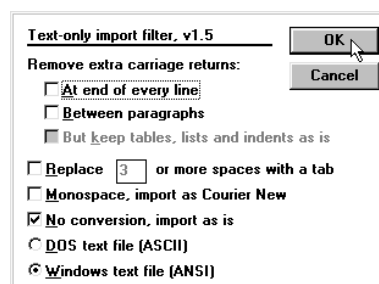 Text-only import filter, v1.5
OK
Remove extra carriage returns:
Cancel
At end of every line
Between paragraphs
But keep tables, lists and indents as is
Replace 3 or more spaces with a tab
Monospace, import as Courier New
No conversion, import as is
DOS text file (ASCII)
Windows text file (ANSI)